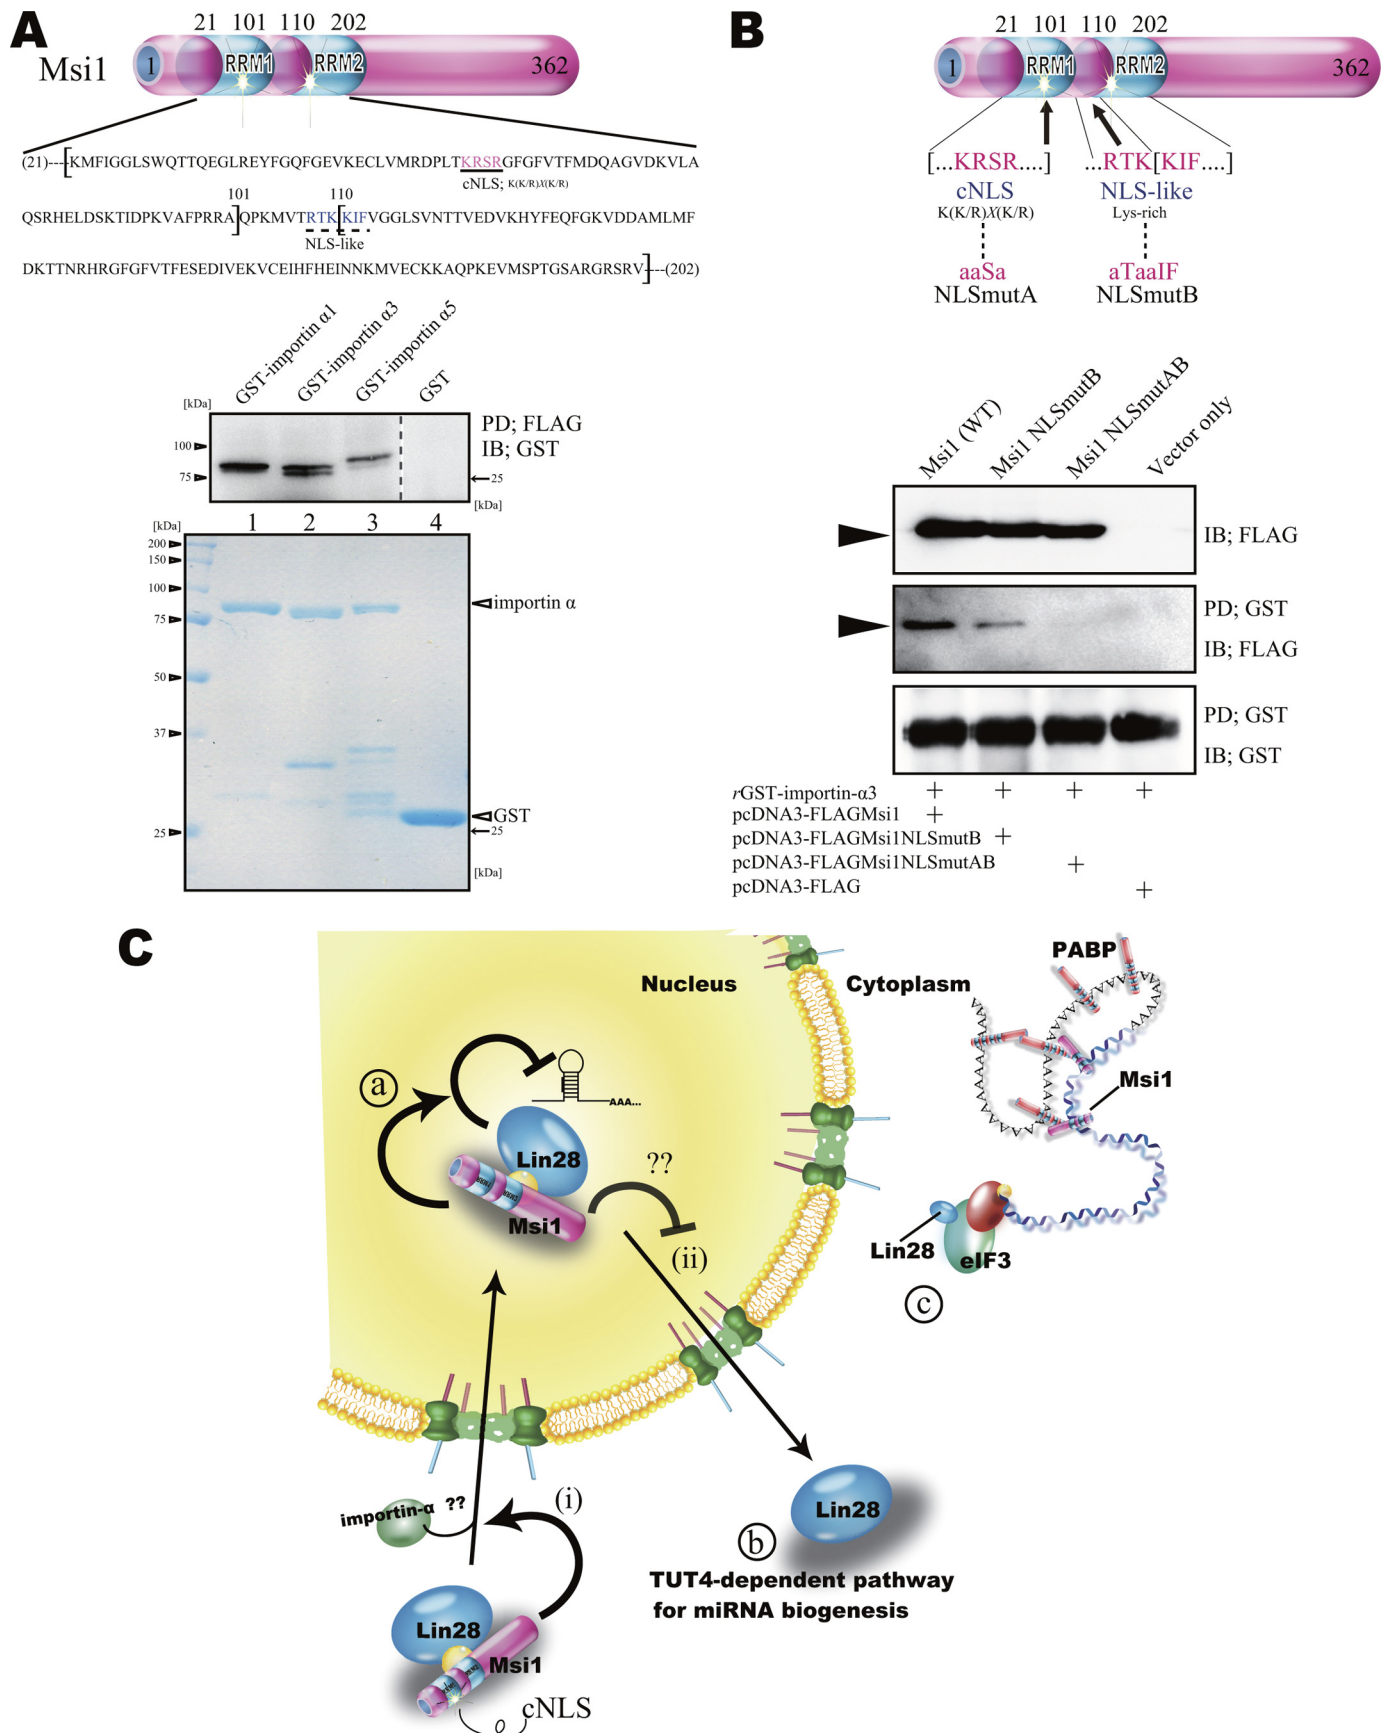 A
21 101 110 202
Msi1
1 RRM1 RRM2 362
(21)---[KMFIGGLSWQTTQEGLREYFGQFGEVKECLVMRDPLTKRSRGFGFVTFMDQAGVDKVLA
cNLS; K(K/R)X(K/R)
101 110
QSRHELDSKTIDPKVAFPRRA]QPKMVTRTK[KIFVGGLSVNTTVEDVKHYFEQFGKVDDAMLMF
NLS-like
DKTTNRHRGFGFVTFESEDIVEKVCEIHFHEINNKMVECKKAQPKEVMSPTGSARGRSRV]---(202)
GST-importin α1
GST-importin α3
GST-importin α5
GST
[kDa]
100
75
PD; FLAG
IB; GST
25
[kDa]
[kDa]
1 2 3 4
200
150
100
75
50
37
25
importin α
GST
25
[kDa]
B
21 101 110 202
1 RRM1 RRM2 362
[...KRSR....] ...RTK[KIF....]
cNLS NLS-like
K(K/R)X(K/R) Lys-rich
aaSa aTaaIF
NLSmutA NLSmutB
Msi1 (WT)
Msi1 NLSmutB
Msi1 NLSmutAB
Vector only
IB; FLAG
PD; GST
IB; FLAG
PD; GST
IB; GST
rGST-importin-α3 + + + +
pcDNA3-FLAGMsi1 +
pcDNA3-FLAGMsi1NLSmutB +
pcDNA3-FLAGMsi1NLSmutAB +
pcDNA3-FLAG +
C
Nucleus
Cytoplasm
PABP
Msi1
Lin28
eIF3
c
a
AAA...
Lin28
RRM1 RRM2
Msi1
??
(ii)
importin-α ??
(i)
Lin28
RRM1 RRM2
Msi1
cNLS
Lin28
b
TUT4-dependent pathway
for miRNA biogenesis